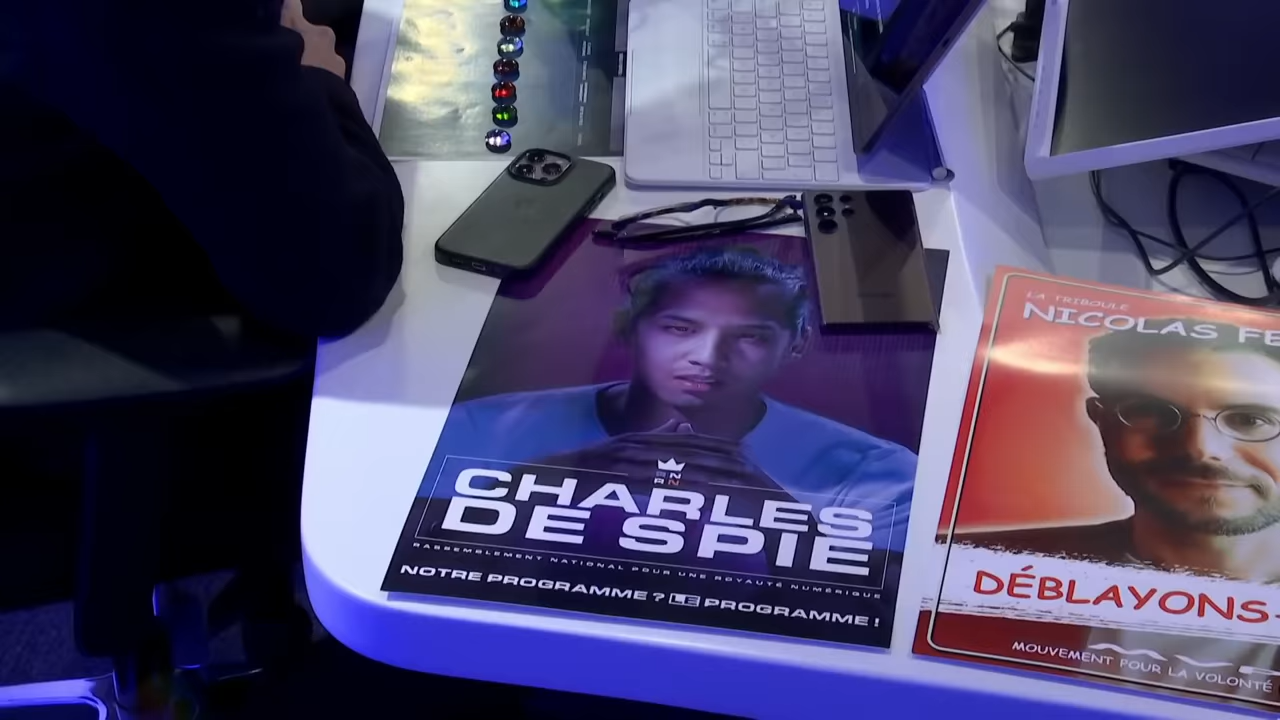 CHARLES
DE SPIE
RASSEMBLEMENT NATIONAL POUR UNE ROYAUTÉ NUMÉRIQUE
NOTRE PROGRAMME ? LE PROGRAMME !
LA TRIBOULE
NICOLAS FE
DÉBLAYONS
MOUVEMENT POUR LA VOLONTÉ